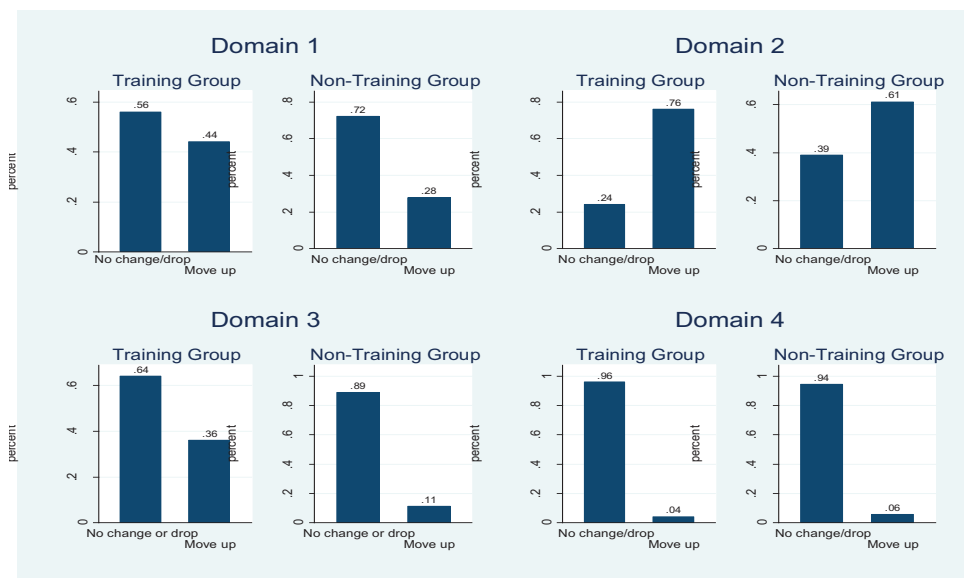 Domain 1
Training Group
percent
0
.2
.4
.6
.56
.44
No change/drop
Move up
Non-Training Group
percent
0
.2
.4
.6
.8
.72
.28
No change/drop
Move up
Domain 2
Training Group
percent
0
.2
.4
.6
.8
.24
.76
No change/drop
Move up
Non-Training Group
percent
0
.2
.4
.6
.39
.61
No change/drop
Move up
Domain 3
Training Group
percent
0
.2
.4
.6
.64
.36
No change or drop
Move up
Non-Training Group
percent
0
.2
.4
.6
.8
1
.89
.11
No change or drop
Move up
Domain 4
Training Group
percent
0
.2
.4
.6
.8
1
.96
.04
No change/drop
Move up
Non-Training Group
percent
0
.2
.4
.6
.8
1
.94
.06
No change/drop
Move up